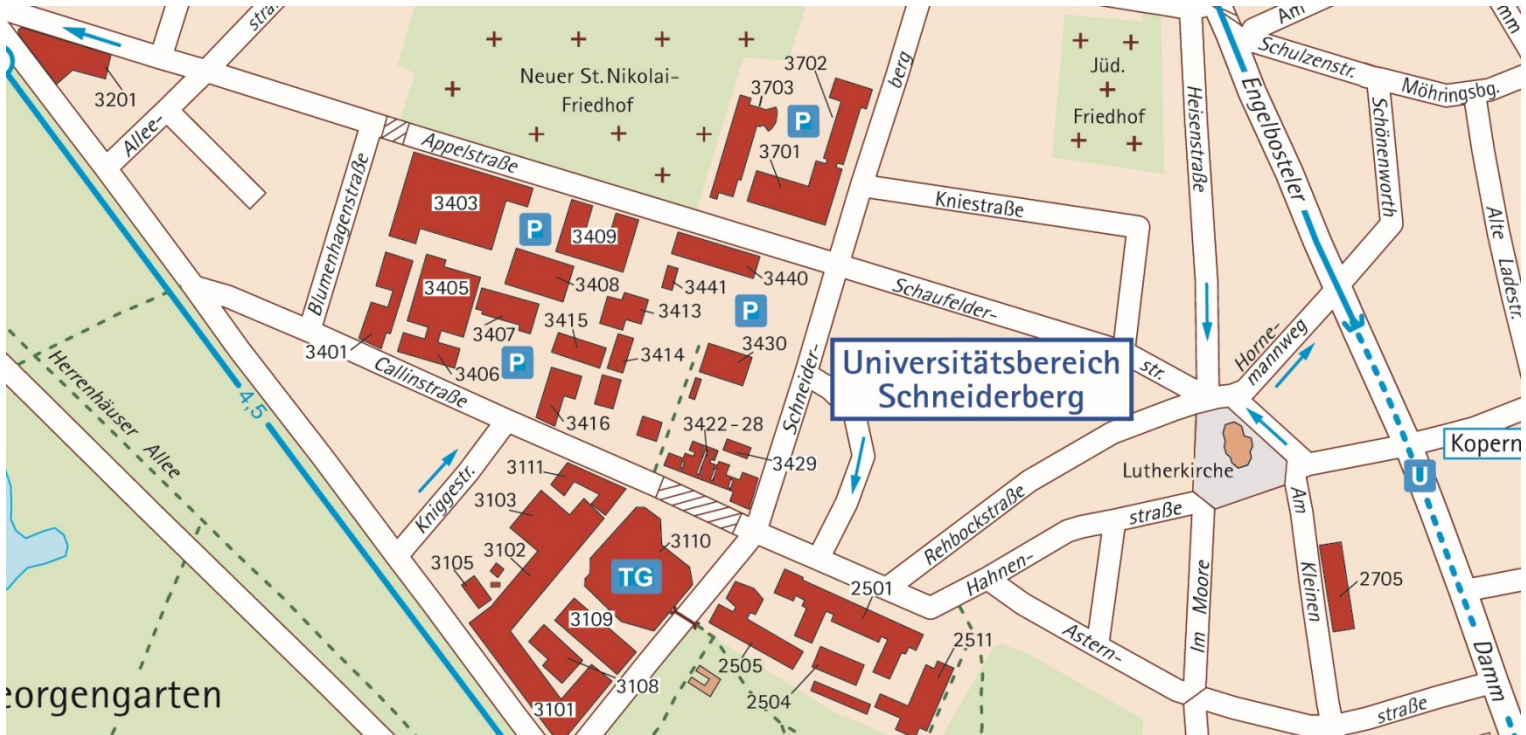 straß
3201
Allee-
Neuer St. Nikolai-
Friedhof
3703
3702
P
3701
berg
Jüd.
Friedhof
Heisenstraße
Engelbosteler
Am
Schulzenstr.
Möhringsbg.
Schönenworth
Alte
Ladestr.
Appelstraße
Blumenhagenstraße
3403
P
3409
3405
3408
3407
3401
3406
P
3415
3413
3414
3416
3441
3440
P
3430
3422-28
3429
Callinstraße
Kniestraße
Schaufelder-
str.
Schneider-
Universitätsbereich
Schneiderberg
Horne-
mannweg
Kopern
U
Lutherkirche
Herrenhäuser Allee
4,5
Kniggestr.
3111
3103
3102
3105
3110
TG
3109
3108
3101
Rehbockstraße
Hahnen-
straße
Im Moore
Am
Kleinen
2705
2501
2505
2504
2511
Astern-
straße
Damm
eorgengarten